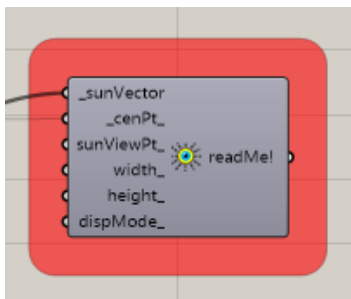 _sunVector
_cenPt_
sunViewPt_
width_
readMe!
height_
dispMode_